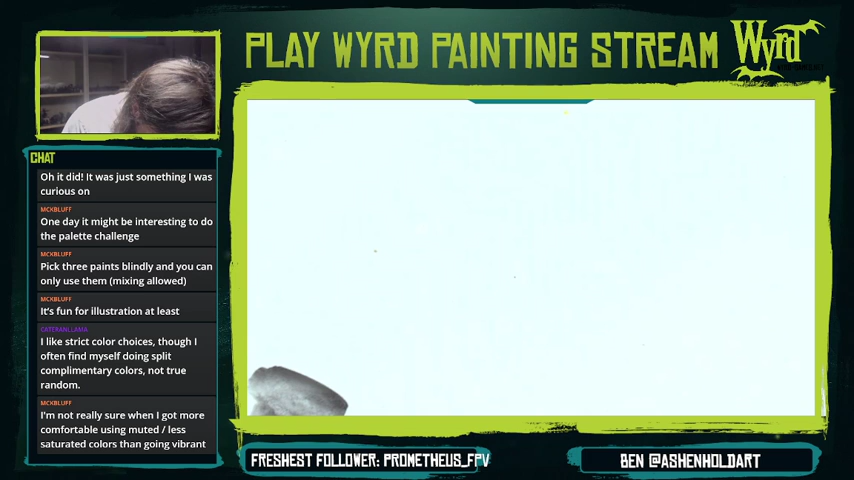 PLAY WYRD PAINTING STREAM
Wyrd
CHAT
Oh it did! It was just something I was
curious on
MCKBLUFF
One day it might be interesting to do
the palette challenge
MCKBLUFF
Pick three paints blindly and you can
only use them (mixing allowed)
MCKBLUFF
It's fun for illustration at least
CATERANLLAMA
I like strict color choices, though I
often find myself doing split
complimentary colors, not true
random.
MCKBLUFF
I'm not really sure when I got more
comfortable using muted / less
saturated colors than going vibrant
FRESHEST FOLLOWER: PROMETHEUS_FPV
BEN @ASHENHOLDART